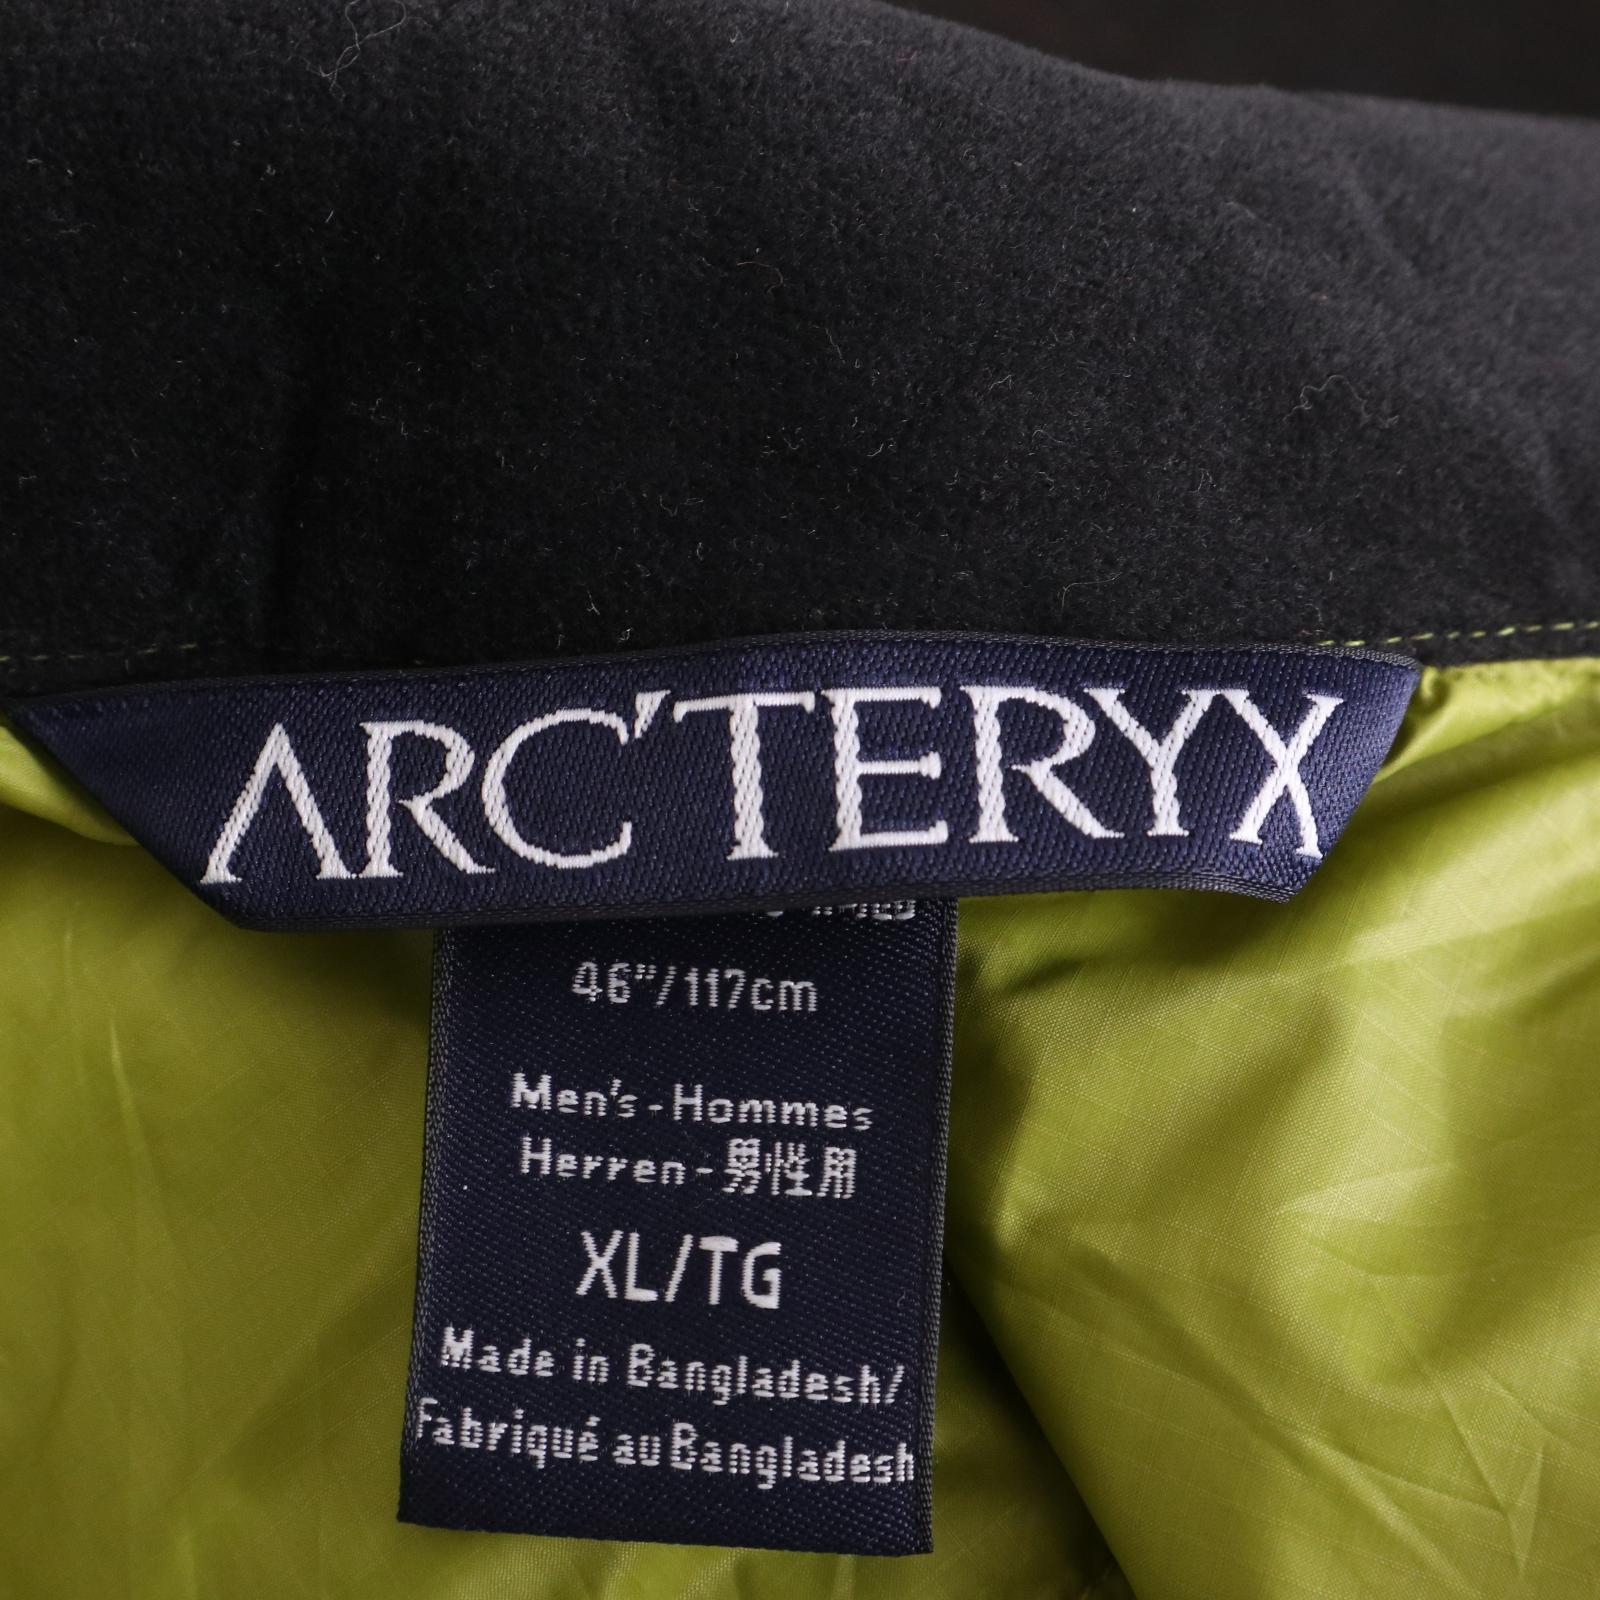 ARC'TERYX
46"/117cm
Men's - Hommes
Herren - 男性用
XL/TG
Made in Bangladesh/
Fabriqué au Bangladesh